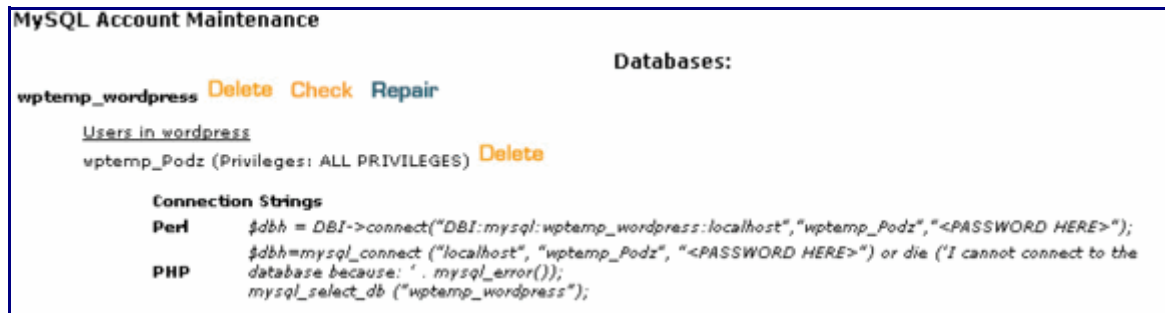 MySQL Account Maintenance
Databases:
wptemp_wordpress Delete Check Repair
Users in wordpress
wptemp_Podz (Privileges: ALL PRIVILEGES) Delete
Connection Strings
Perl $dbh = DBI->connect("DBI:mysql:wptemp_wordpress:localhost","wptemp_Podz","<PASSWORD HERE>");
$dbh=mysql_connect ("localhost", "wptemp_Podz", "<PASSWORD HERE>") or die ('I cannot connect to the
PHP database because: ' . mysql_error());
mysql_select_db ("wptemp_wordpress");